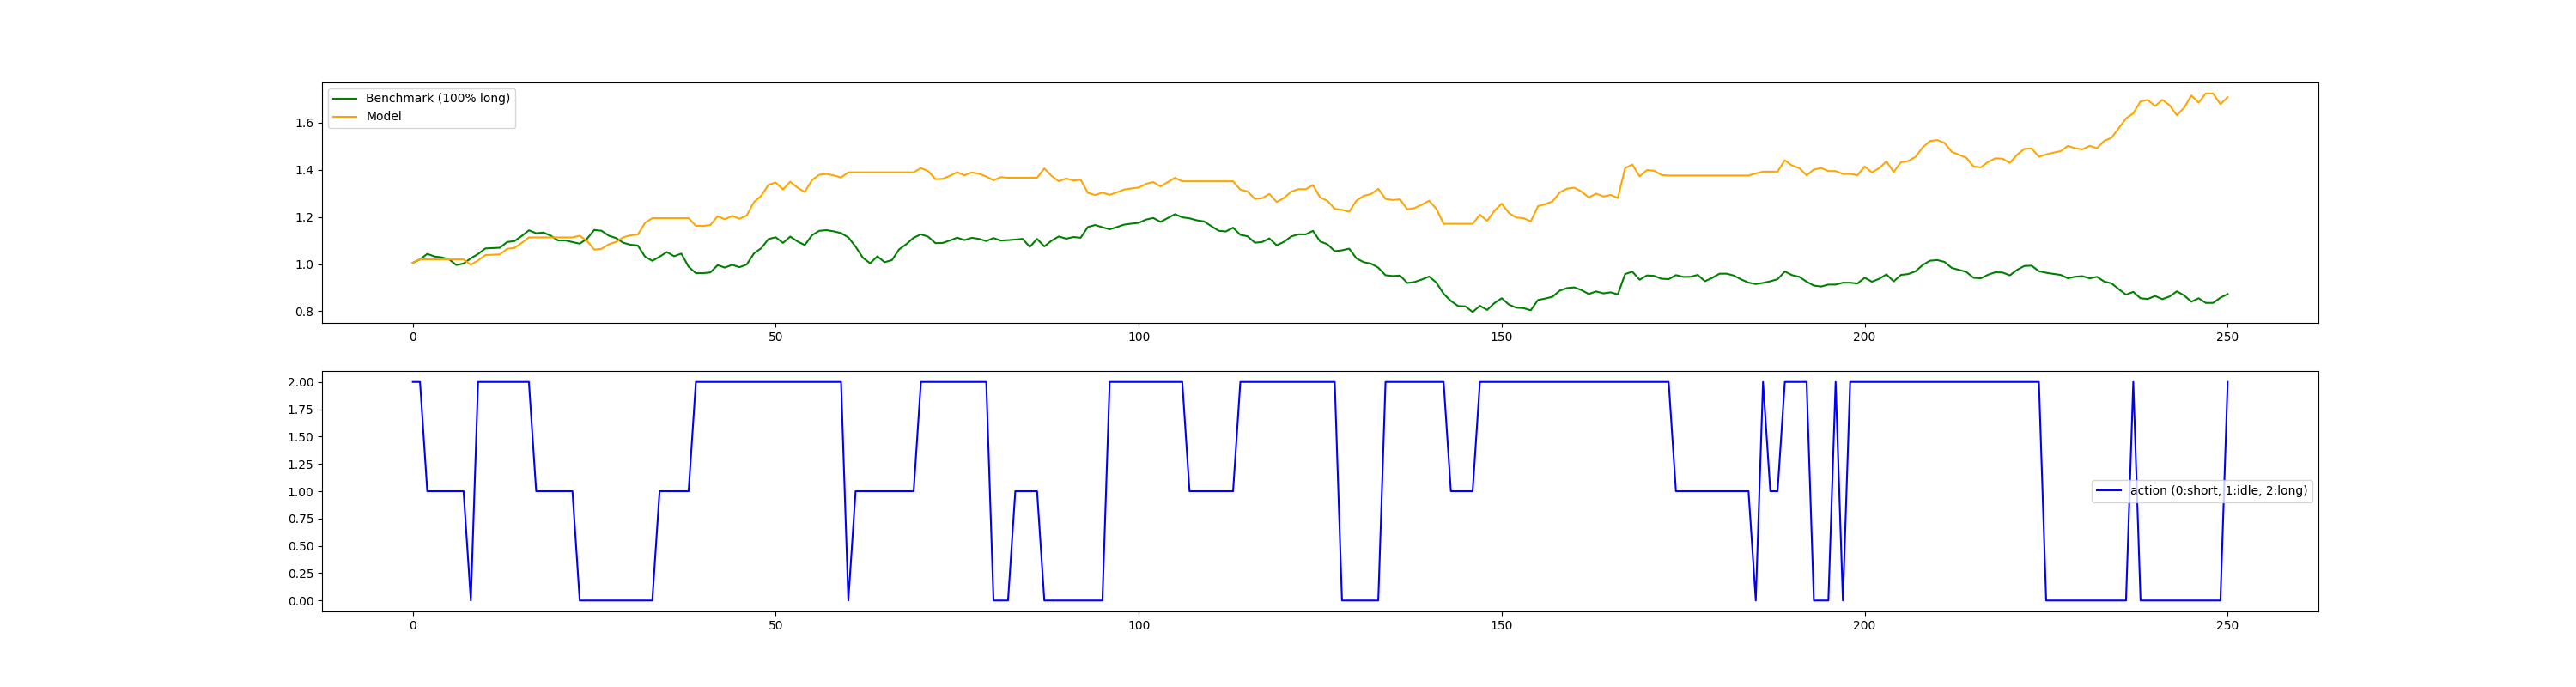 Benchmark (100% long)
Model
1.6
1.4
1.2
1.0
0.8
0 50 100 150 200 250
2.00
1.75
1.50
1.25
1.00
0.75
0.50
0.25
0.00
action (0:short, 1:idle, 2:long)
0 50 100 150 200 250